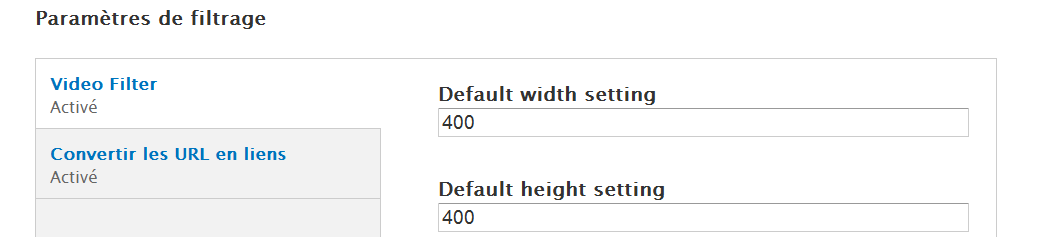 Paramètres de filtrage
Video Filter
Activé
Convertir les URL en liens
Activé
Default width setting
400
Default height setting
400